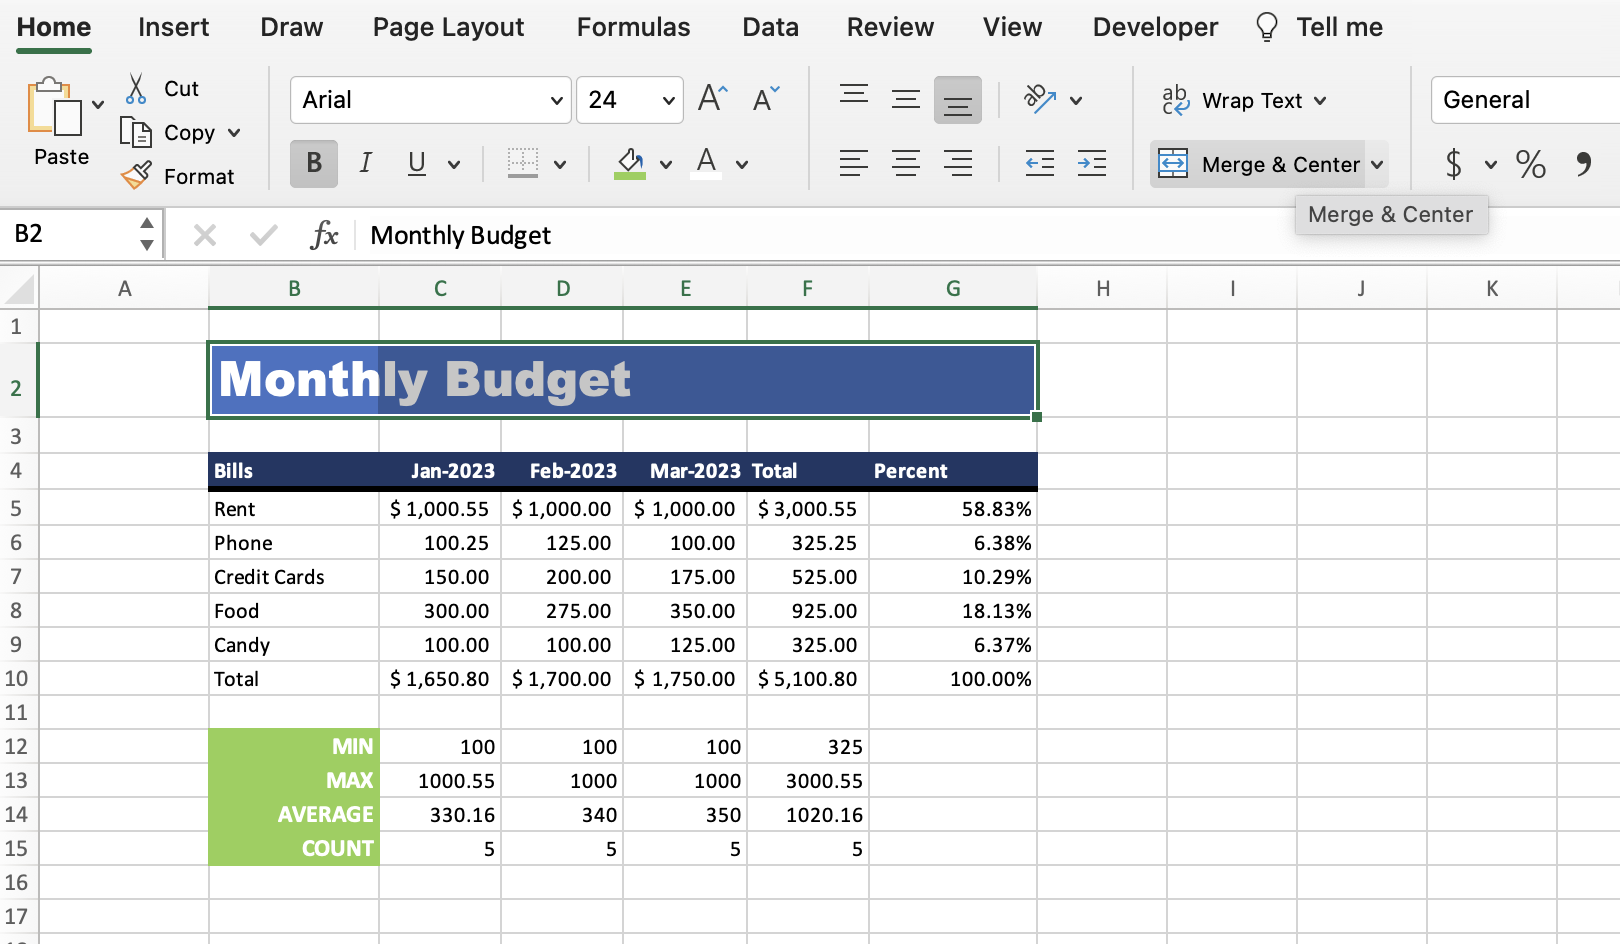 Home Insert Draw Page Layout Formulas Data Review View Developer Tell me
Paste Cut Copy Format
Arial 24 Wrap Text General
B I U A Merge & Center $ %
Merge & Center
B2 fx Monthly Budget
A B C D E F G H I J K
1
2 Monthly Budget
3
4 Bills Jan-2023 Feb-2023 Mar-2023 Total Percent
5 Rent $ 1,000.55 $ 1,000.00 $ 1,000.00 $ 3,000.55 58.83%
6 Phone 100.25 125.00 100.00 325.25 6.38%
7 Credit Cards 150.00 200.00 175.00 525.00 10.29%
8 Food 300.00 275.00 350.00 925.00 18.13%
9 Candy 100.00 100.00 125.00 325.00 6.37%
10 Total $ 1,650.80 $ 1,700.00 $ 1,750.00 $ 5,100.80 100.00%
11
12 MIN 100 100 100 325
13 MAX 1000.55 1000 1000 3000.55
14 AVERAGE 330.16 340 350 1020.16
15 COUNT 5 5 5 5
16
17